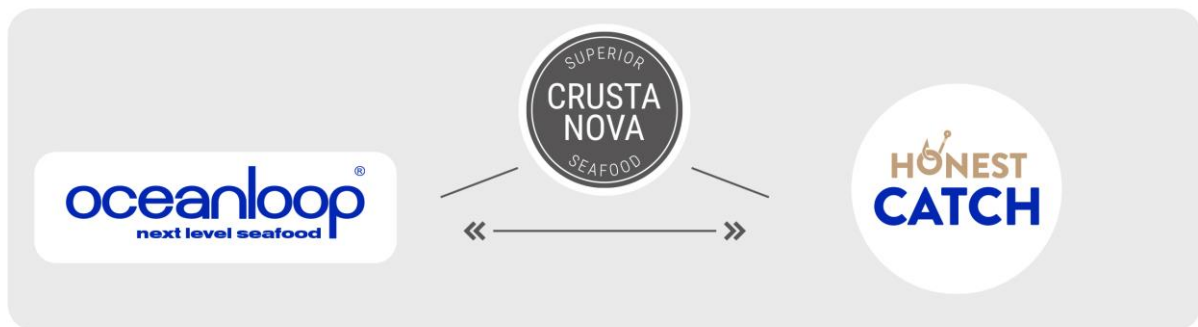 SUPERIOR
CRUSTA
NOVA
SEAFOOD
oceanloop®
next level seafood
HONEST
CATCH